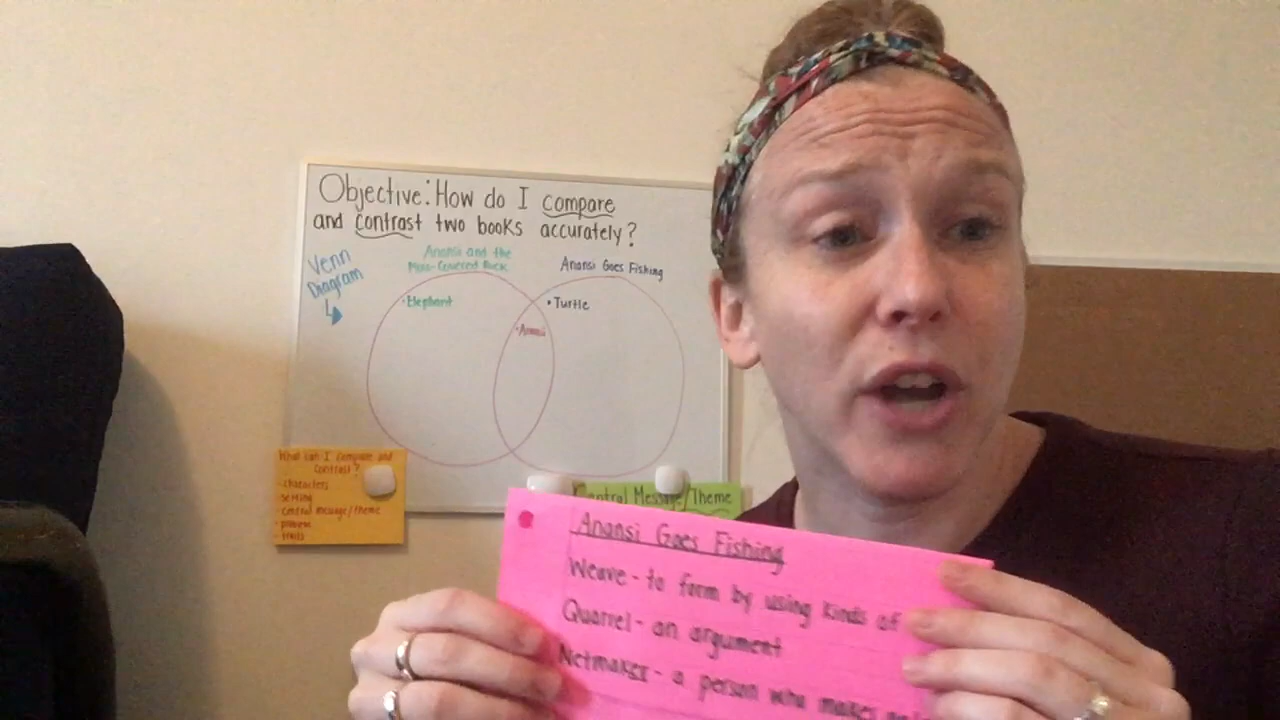 Objective: How do I compare
and contrast two books accurately?
Venn
Diagram
Anansi and the
Moss-Covered Rock
Anansi Goes Fishing
• Elephant
• Turtle
• Anansi
What can I compare and
contrast?
- characters
- setting
- central message/theme
- problem
- traits
Central Message/Theme
Anansi Goes Fishing
Weave - to form by using kinds of
Quarrel - an argument
Netmaker - a person who makes